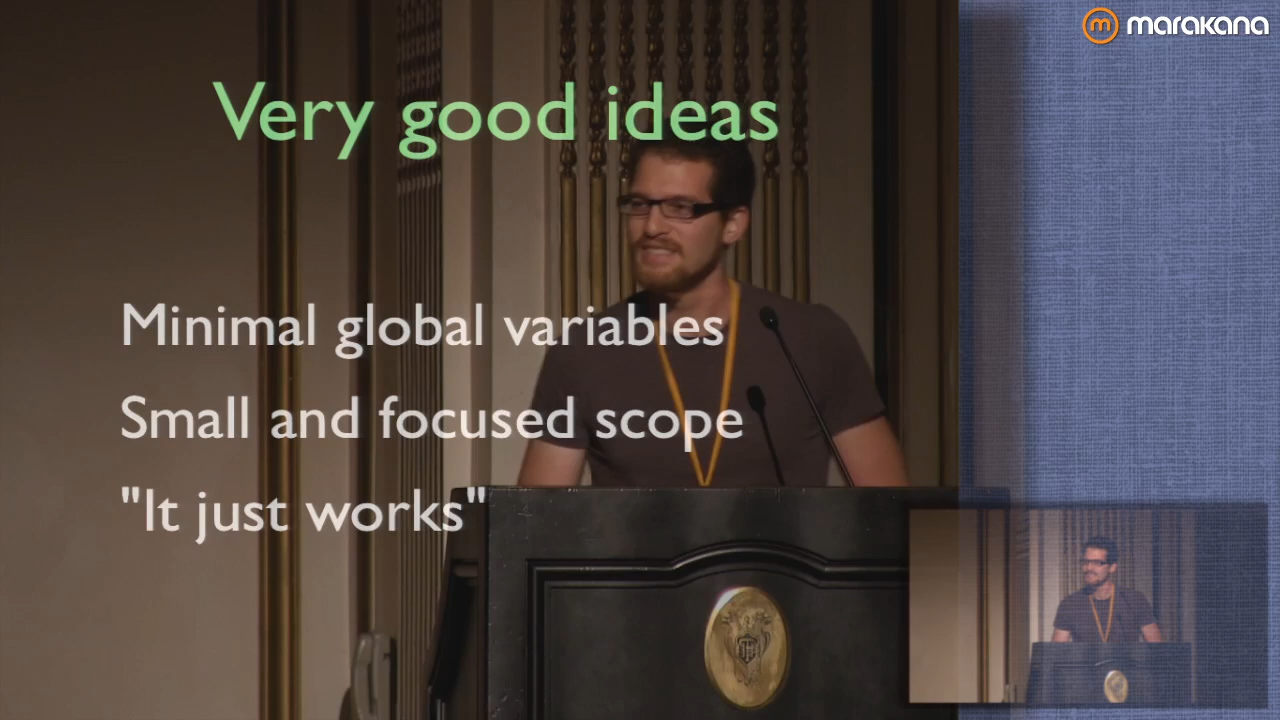 marakana
Very good ideas
Minimal global variables
Small and focused scope
"It just works"